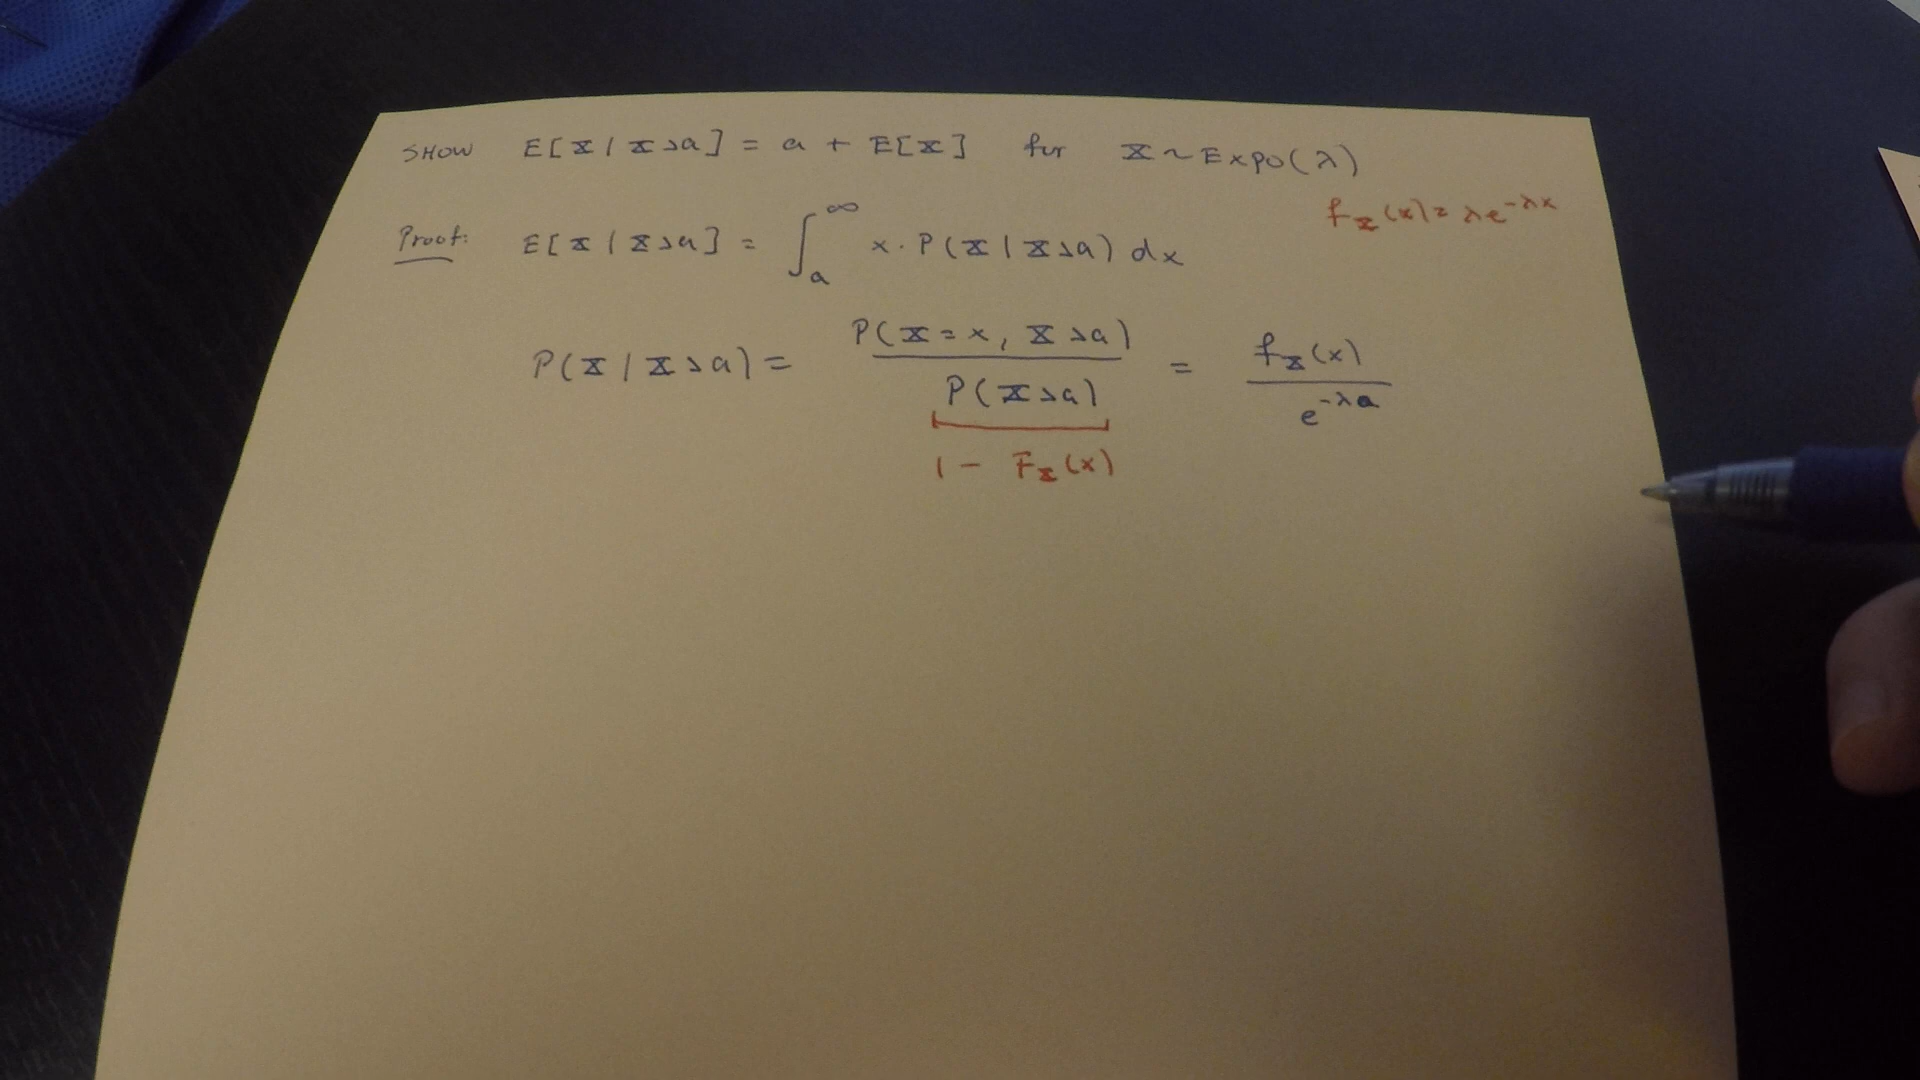 SHOW E[X | X>a] = a + E[X] for X ~ Expo(λ)
f_X(x) = λe^-λx
Proof: E[X | X>a] = ∫_a^∞ x · P(X | X>a) dx
P(X | X>a) = P(X=x, X>a) / P(X>a) = f_X(x) / e^-λa
1 - F_X(x)